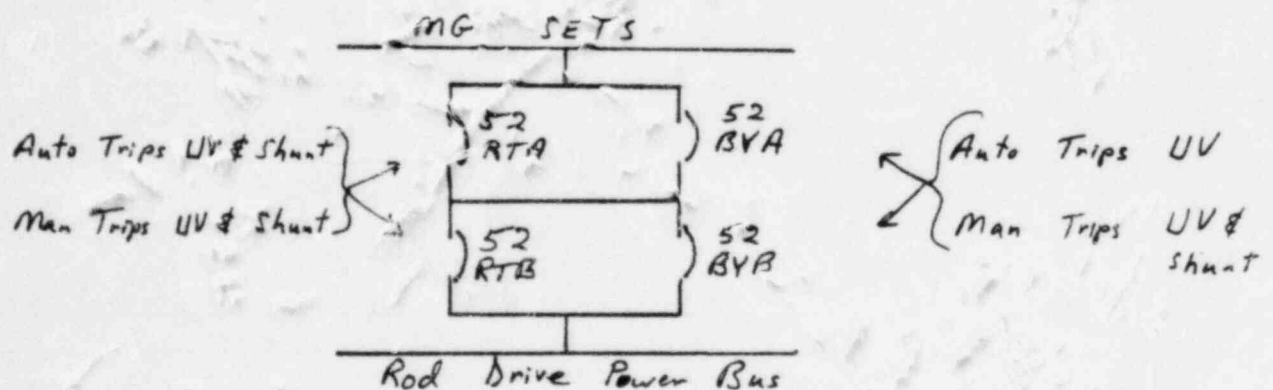 MG SETS
52
RTA
52
BYA
Auto Trips UV & Shunt
Man Trips UV & Shunt
Auto Trips UV
Man Trips UV &
Shunt
52
RTB
52
BYB
Rod Drive Power Bus